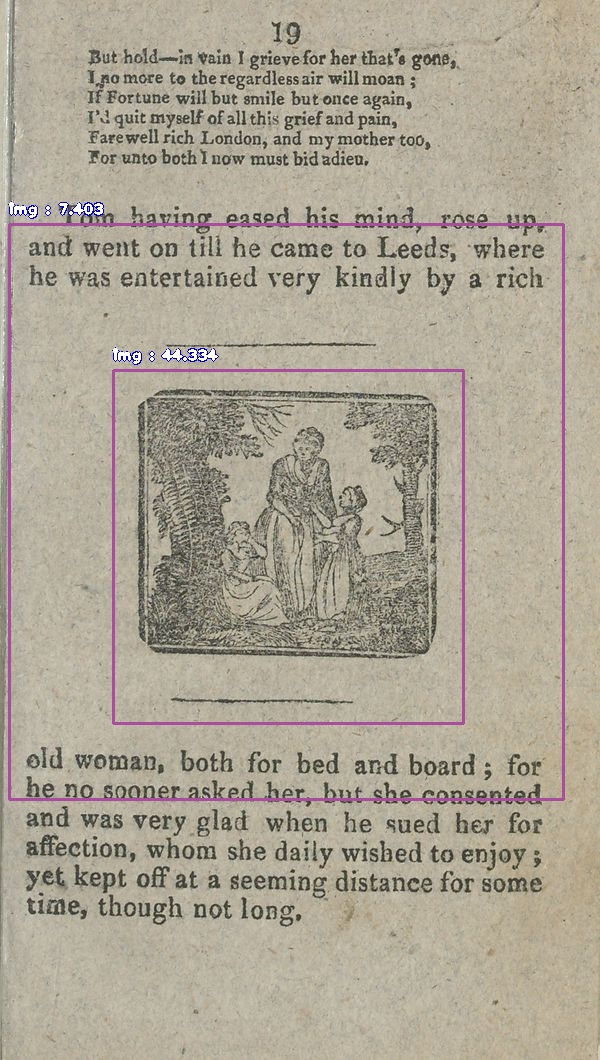 19
But hold—in vain I grieve for her that's gone,
I no more to the regardless air will moan ;
If Fortune will but smile but once again,
I'd quit myself of all this grief and pain,
Farewell rich London, and my mother too,
For unto both I now must bid adieu.
img : 7.403
Tom having eased his mind, rose up,
and went on till he came to Leeds, where
he was entertained very kindly by a rich
img : 44.334
old woman, both for bed and board ; for
he no sooner asked her, but she consented
and was very glad when he sued her for
affection, whom she daily wished to enjoy ;
yet kept off at a seeming distance for some
time, though not long.